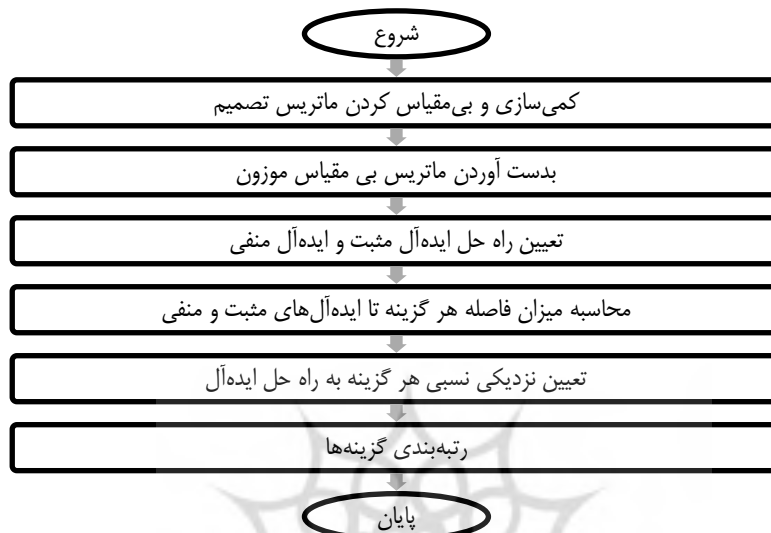 شروع
کمی‌سازی و بی‌مقیاس کردن ماتریس تصمیم
بدست آوردن ماتریس بی مقیاس موزون
تعیین راه حل ایده‌آل مثبت و ایده‌آل منفی
محاسبه میزان فاصله هر گزینه تا ایده‌آل‌های مثبت و منفی
تعیین نزدیکی نسبی هر گزینه به راه حل ایده‌آل
رتبه‌بندی گزینه‌ها
پایان